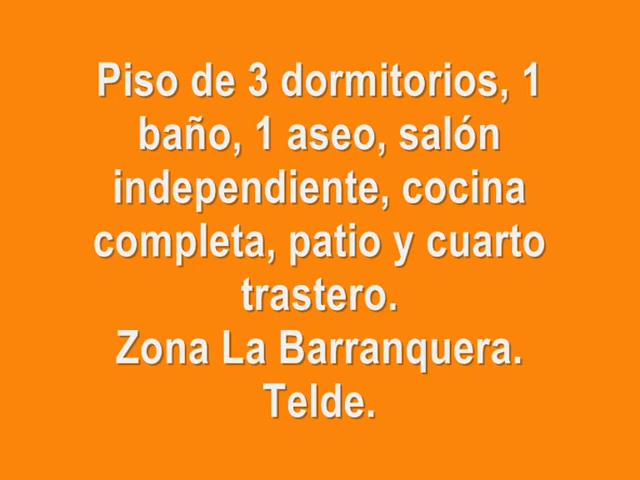 Piso de 3 dormitorios, 1
baño, 1 aseo, salón
independiente, cocina
completa, patio y cuarto
trastero.
Zona La Barranquera.
Telde.